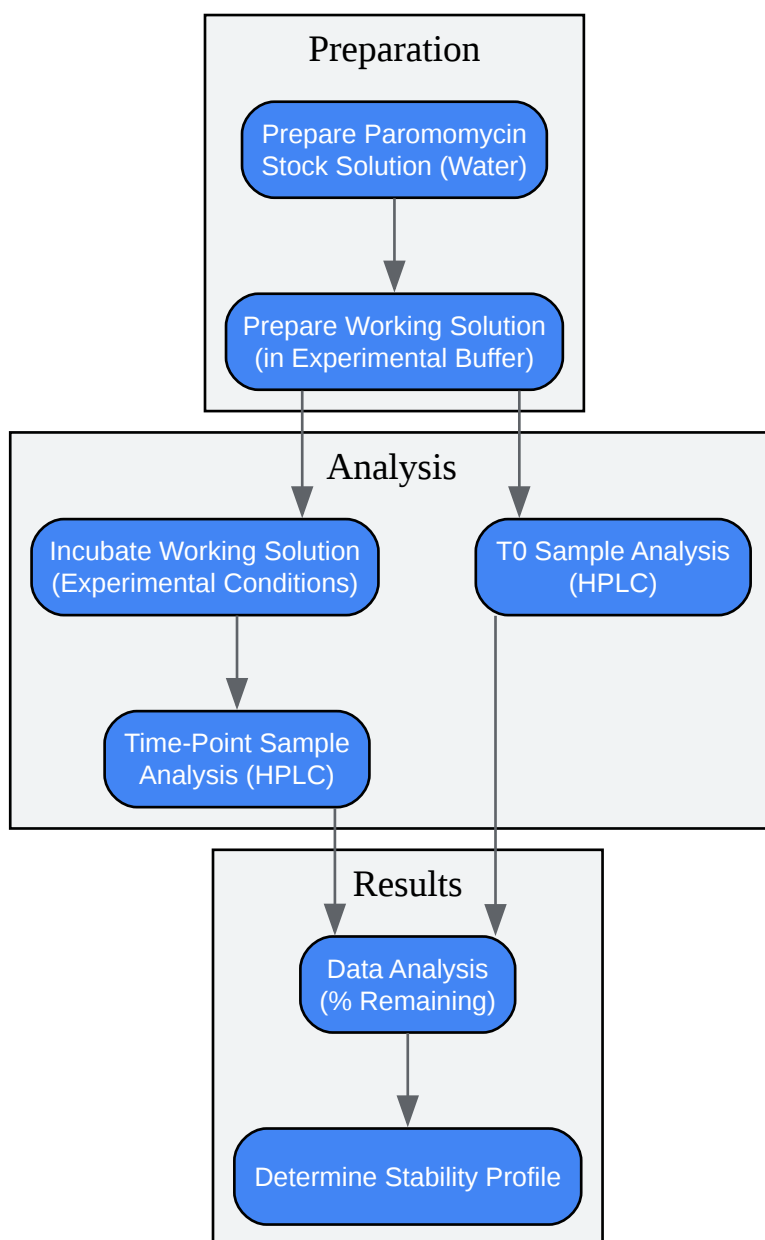 Preparation
Prepare Paromomycin
Stock Solution (Water)
Prepare Working Solution
(in Experimental Buffer)
Analysis
Incubate Working Solution
(Experimental Conditions)
T0 Sample Analysis
(HPLC)
Time-Point Sample
Analysis (HPLC)
Results
Data Analysis
(% Remaining)
Determine Stability Profile